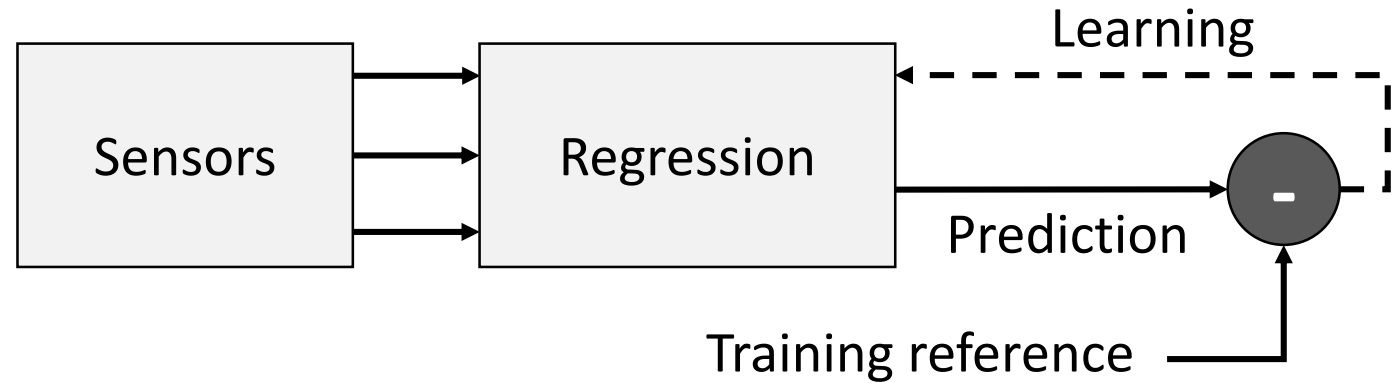 Learning
Sensors
Regression
-
Prediction
Training reference